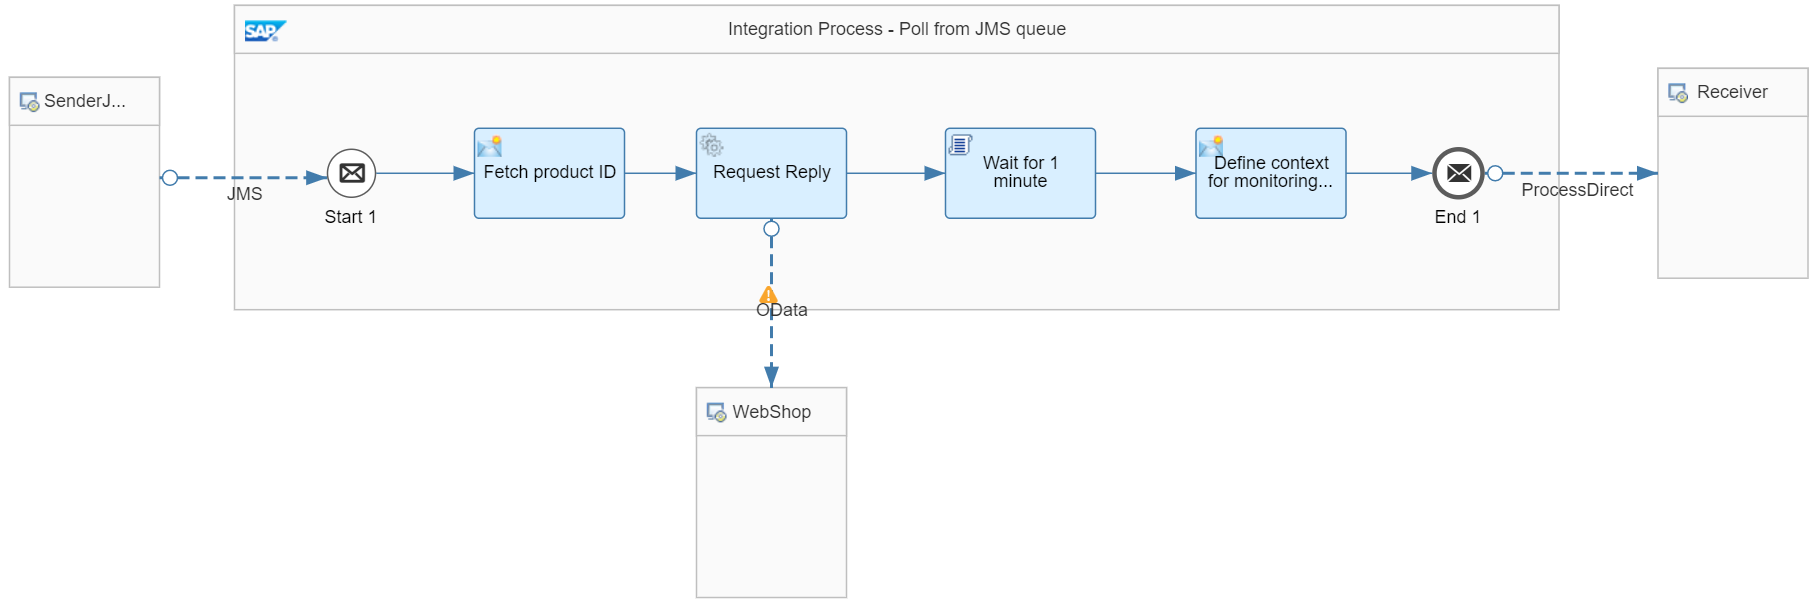 SAP
Integration Process - Poll from JMS queue
SenderJ...
JMS
Start 1
Fetch product ID
Request Reply
Wait for 1
minute
Define context
for monitoring...
End 1
ProcessDirect
Receiver
OData
WebShop